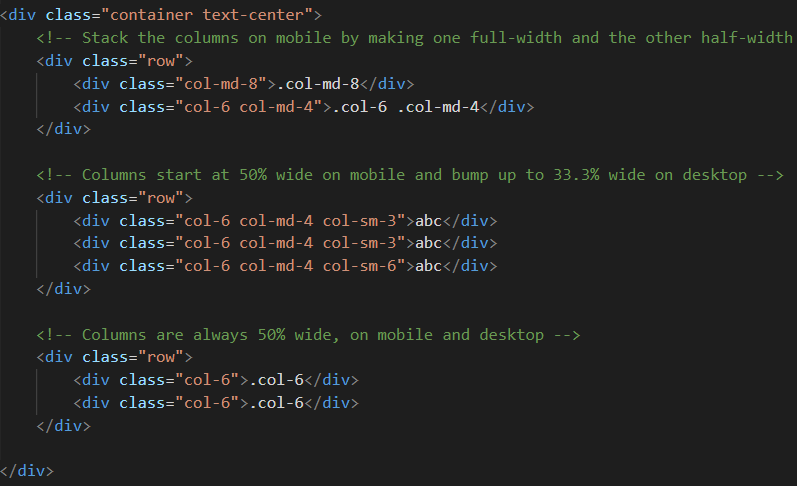 <div class="container text-center">
<!-- Stack the columns on mobile by making one full-width and the other half-width
<div class="row">
<div class="col-md-8">.col-md-8</div>
<div class="col-6 col-md-4">.col-6 .col-md-4</div>
</div>
<!-- Columns start at 50% wide on mobile and bump up to 33.3% wide on desktop -->
<div class="row">
<div class="col-6 col-md-4 col-sm-3">abc</div>
<div class="col-6 col-md-4 col-sm-3">abc</div>
<div class="col-6 col-md-4 col-sm-6">abc</div>
</div>
<!-- Columns are always 50% wide, on mobile and desktop -->
<div class="row">
<div class="col-6">.col-6</div>
<div class="col-6">.col-6</div>
</div>
</div>